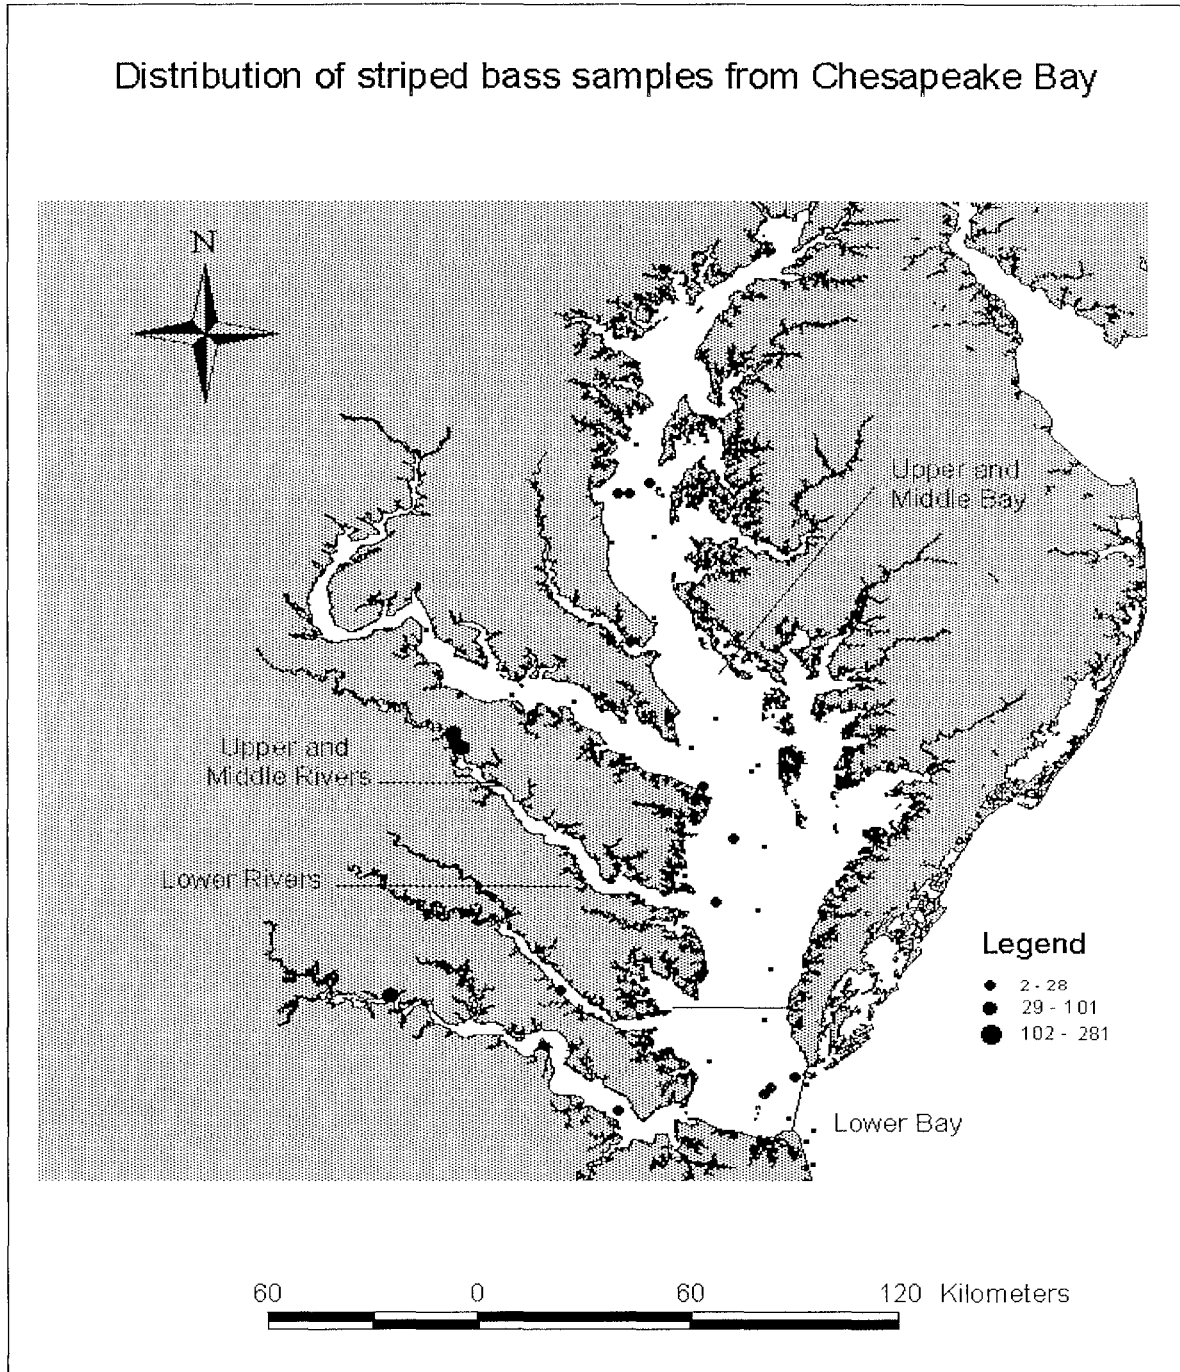 Distribution of striped bass samples from Chesapeake Bay
N
Upper and
Middle Bay
Upper and
Middle Rivers
Lower Rivers
Legend
2 - 28
29 - 101
102 - 281
Lower Bay
60 0 60 120 Kilometers